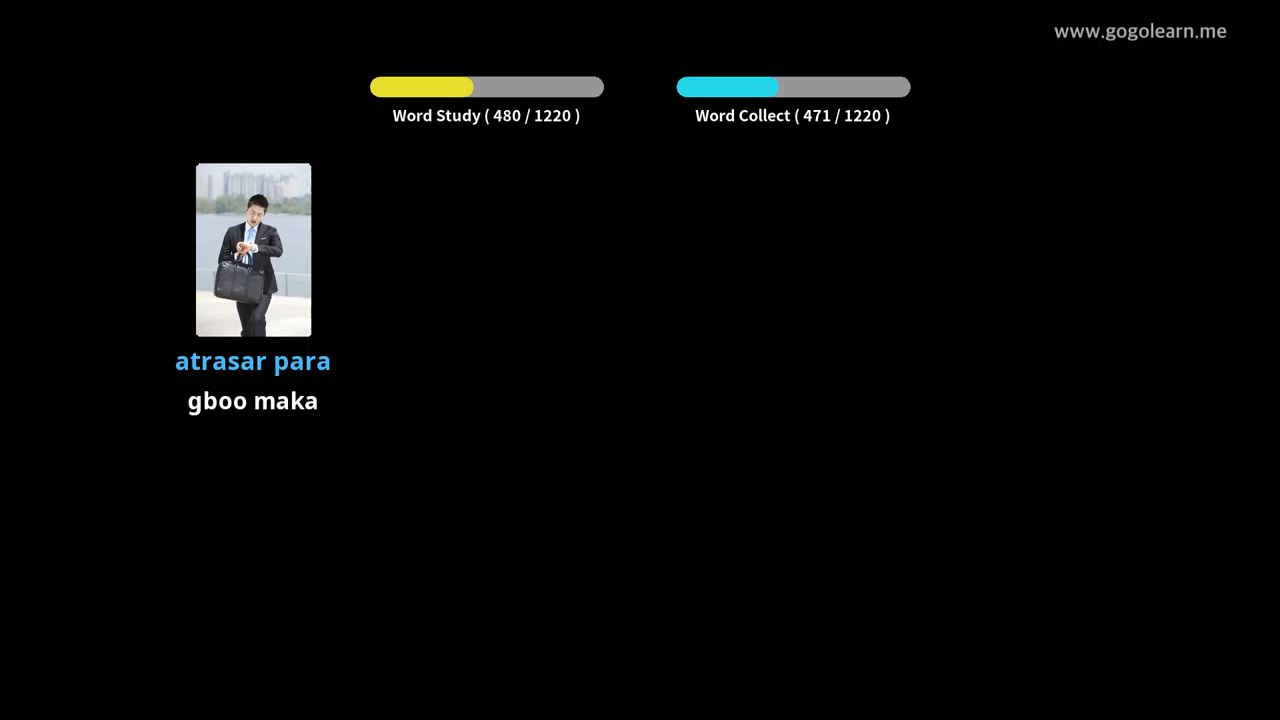 www.gogolearn.me
Word Study ( 480 / 1220 )
Word Collect ( 471 / 1220 )
atrasar para
gboo maka